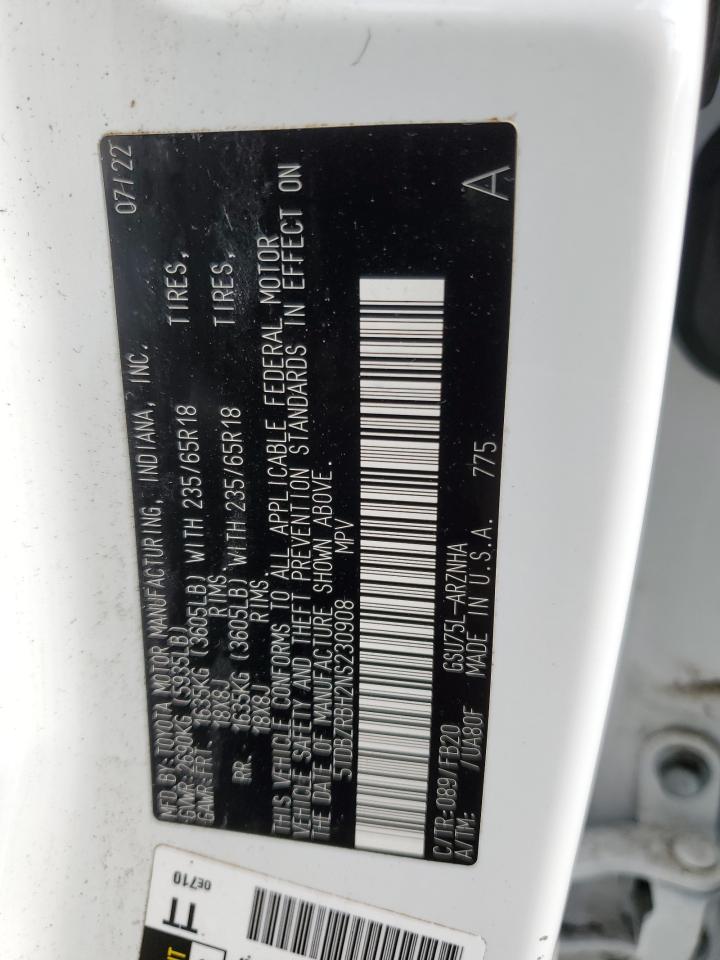 MFD BY: TOYOTA MOTOR MANUFACTURING, INDIANA, INC. 07/22
GVWR: 2690KG (5935LB)
GAWR: FRT. 1635KG (3605LB) WITH 235/65R18 TIRES,
18X8J RIMS.
RR. 1635KG (3605LB) WITH 235/65R18 TIRES,
18X8J RIMS.
THIS VEHICLE CONFORMS TO ALL APPLICABLE FEDERAL MOTOR
VEHICLE SAFETY AND THEFT PREVENTION STANDARDS IN EFFECT ON
THE DATE OF MANUFACTURE SHOWN ABOVE.
5TDBZRBH2NS230908 MPV
C/TR: 089/FB20 GSU75L-ARZNHA
A/TM: /UA80F MADE IN U.S.A. 775 A
0E710
TT